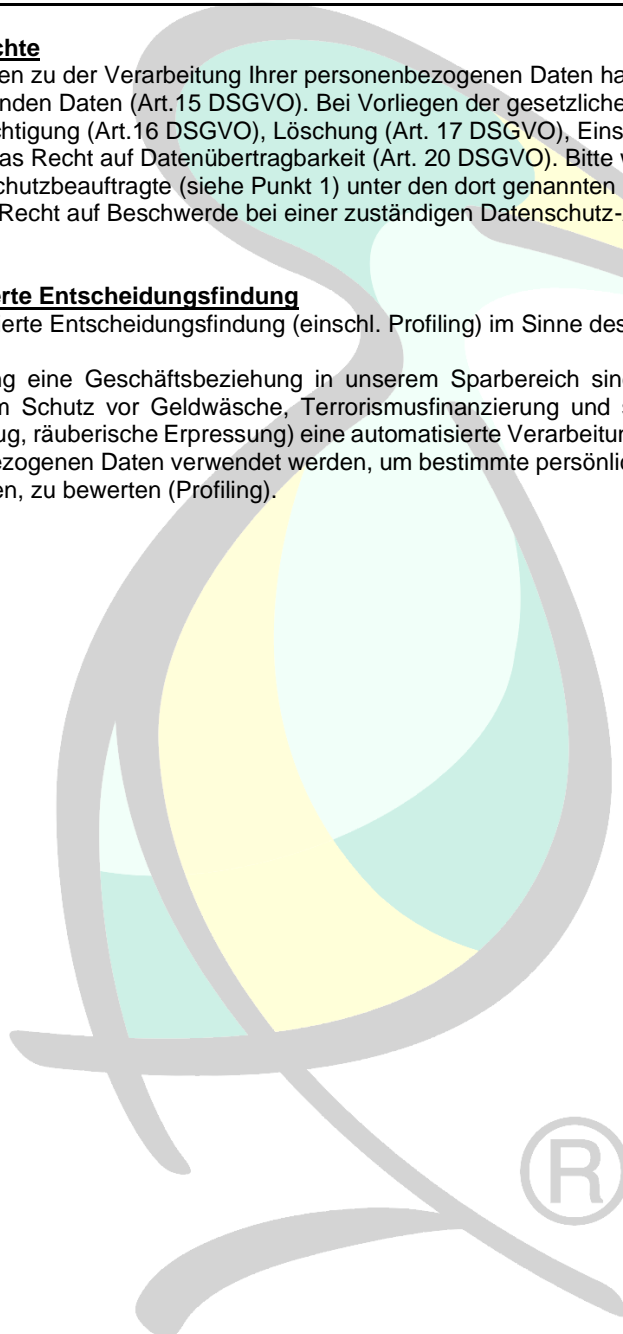 chte
en zu der Verarbeitung Ihrer personenbezogenen Daten ha
nden Daten (Art.15 DSGVO). Bei Vorliegen der gesetzliche
chtigung (Art.16 DSGVO), Löschung (Art. 17 DSGVO), Eins
as Recht auf Datenübertragbarkeit (Art. 20 DSGVO). Bitte w
chutzbeauftragte (siehe Punkt 1) unter den dort genannten
Recht auf Beschwerde bei einer zuständigen Datenschutz-
erte Entscheidungsfindung
ierte Entscheidungsfindung (einschl. Profiling) im Sinne des
ng eine Geschäftsbeziehung in unserem Sparbereich sind
m Schutz vor Geldwäsche, Terrorismusfinanzierung und s
ug, räuberische Erpressung) eine automatisierte Verarbeitun
ezogenen Daten verwendet werden, um bestimmte persönlic
en, zu bewerten (Profiling).
®